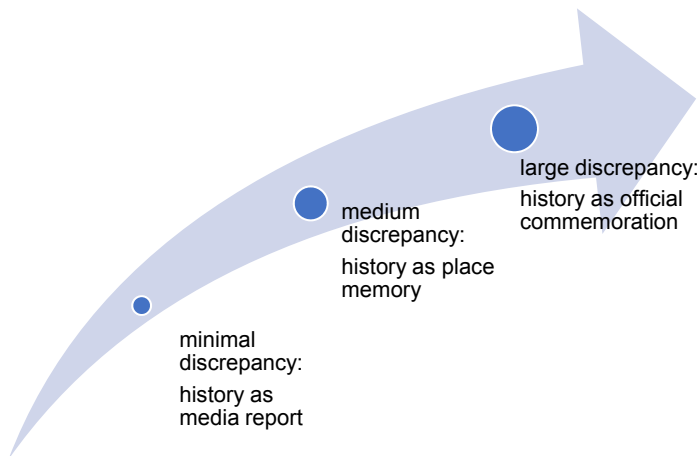 minimal
discrepancy:
history as
media report
medium
discrepancy:
history as place
memory
large discrepancy:
history as official
commemoration